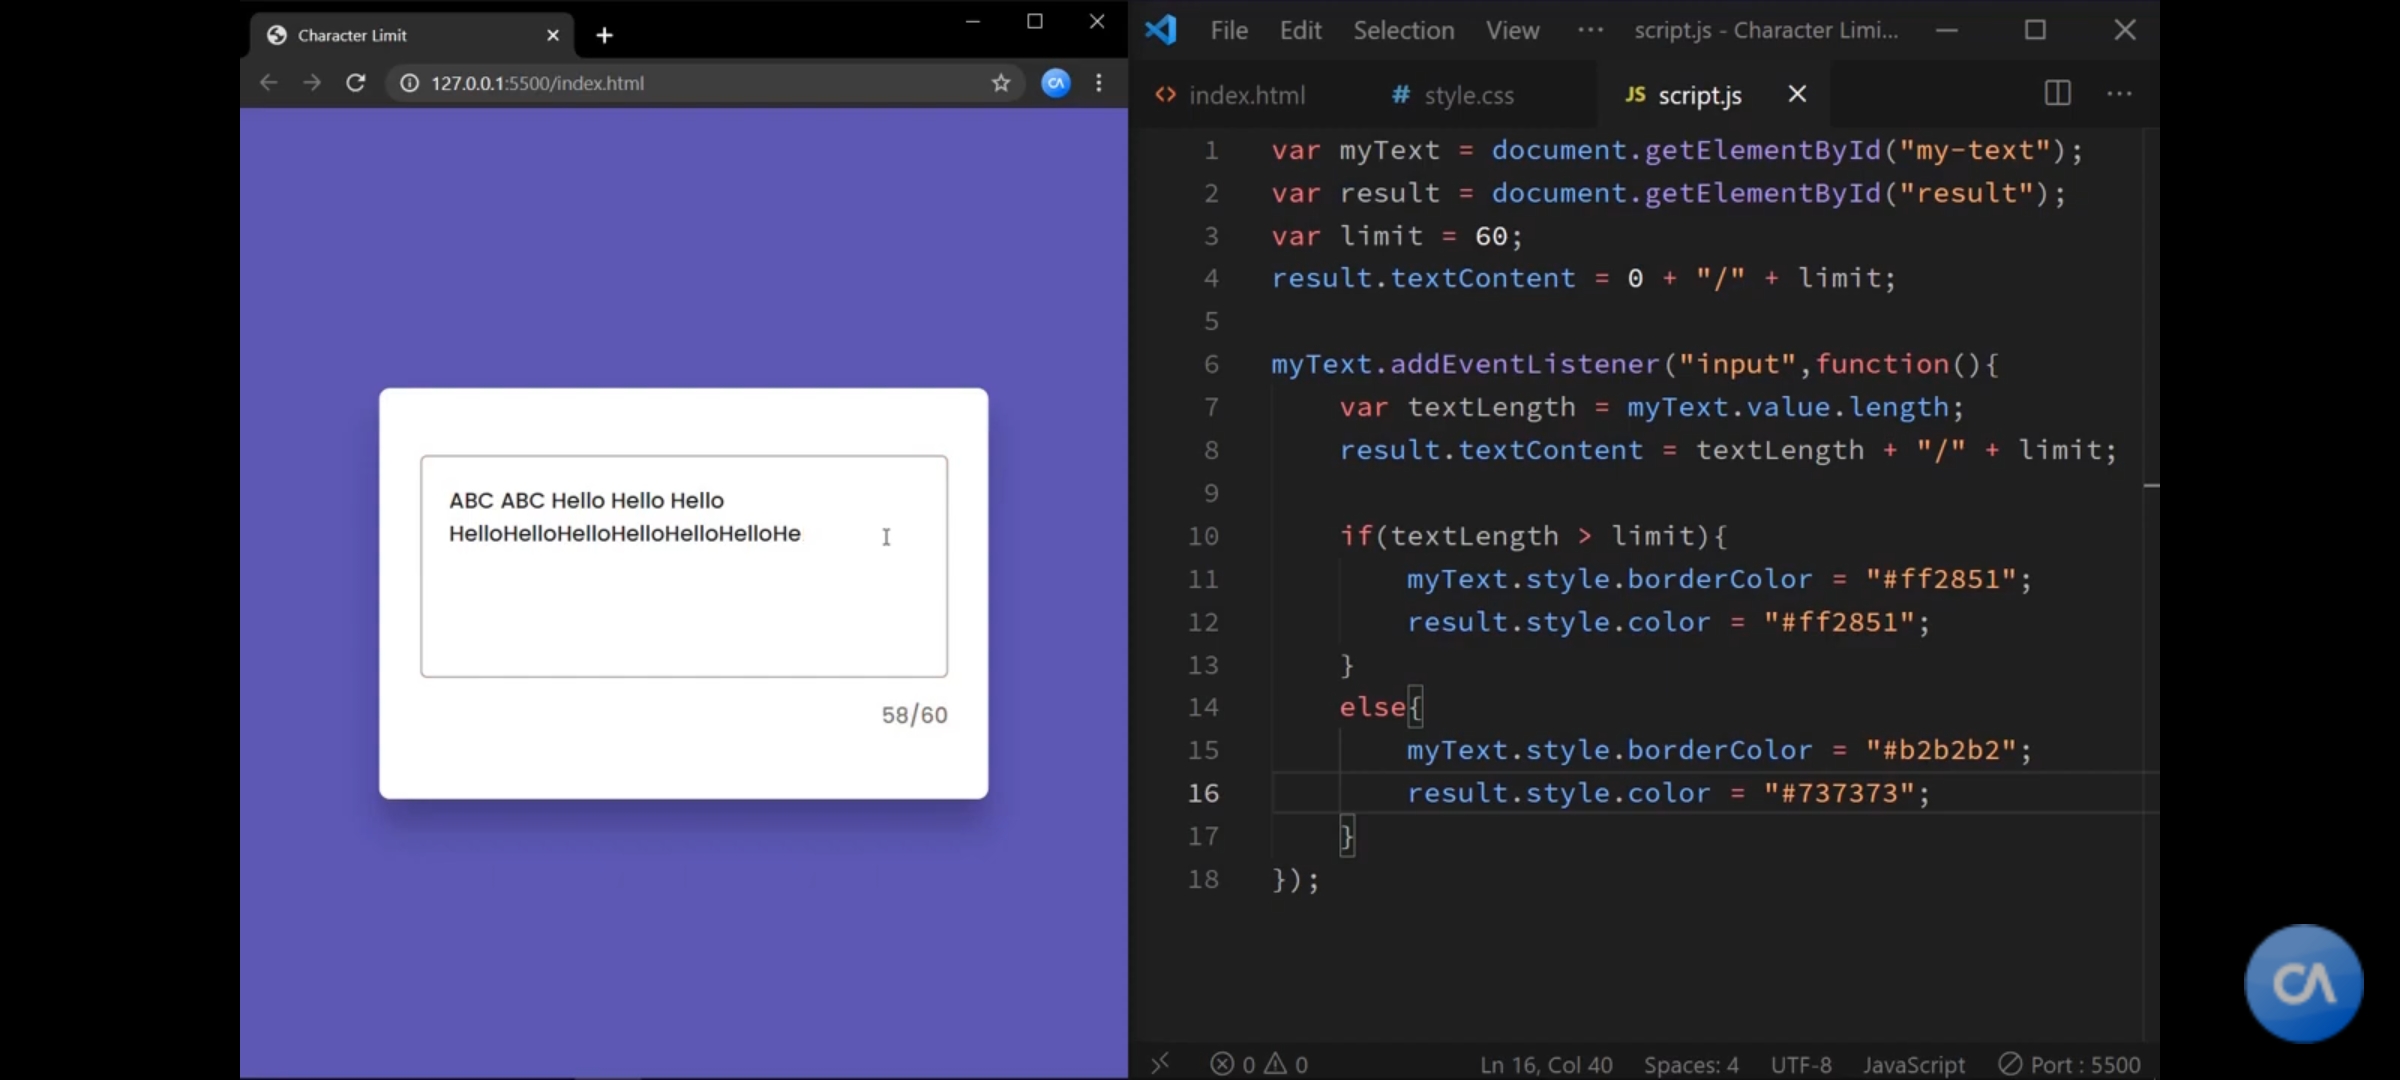 Character Limit
127.0.0.1:5500/index.html
CA
ABC ABC Hello Hello Hello
HelloHelloHelloHelloHelloHelloHe
58/60
File Edit Selection View ··· script.js - Character Limi...
index.html # style.css JS script.js ···
1 var myText = document.getElementById("my-text");
2 var result = document.getElementById("result");
3 var limit = 60;
4 result.textContent = 0 + "/" + limit;
5
6 myText.addEventListener("input",function(){
7 var textLength = myText.value.length;
8 result.textContent = textLength + "/" + limit;
9
10 if(textLength > limit){
11 myText.style.borderColor = "#ff2851";
12 result.style.color = "#ff2851";
13 }
14 else{
15 myText.style.borderColor = "#b2b2b2";
16 result.style.color = "#737373";
17 }
18 });
0 0 Ln 16, Col 40 Spaces: 4 UTF-8 JavaScript Port : 5500
CA